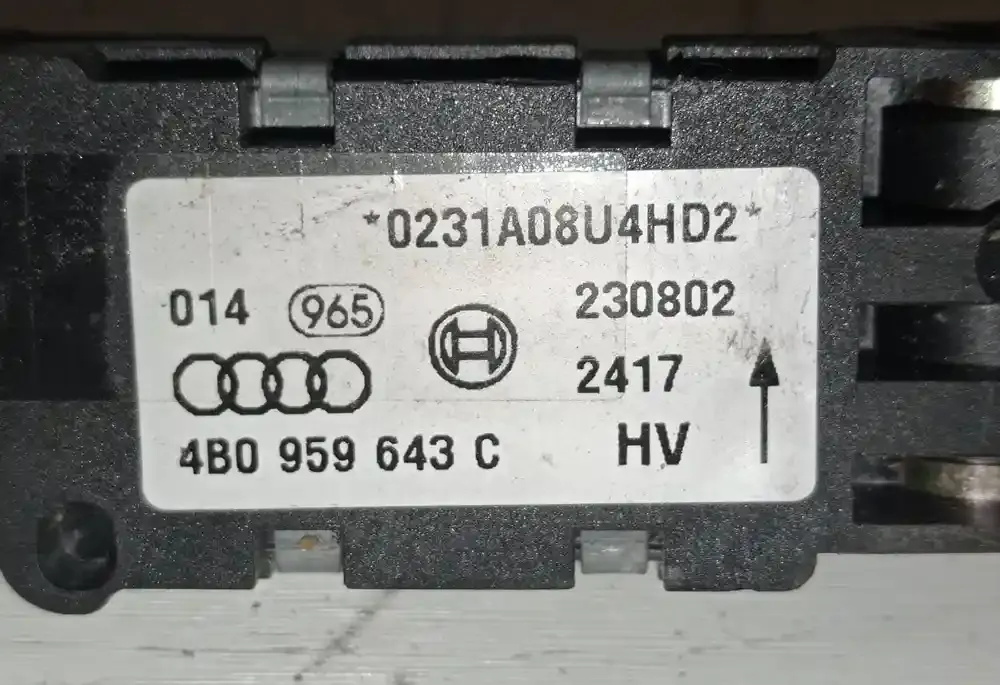 *0231A08U4HD2*
014 965 230802
2417
4B0 959 643 C HV